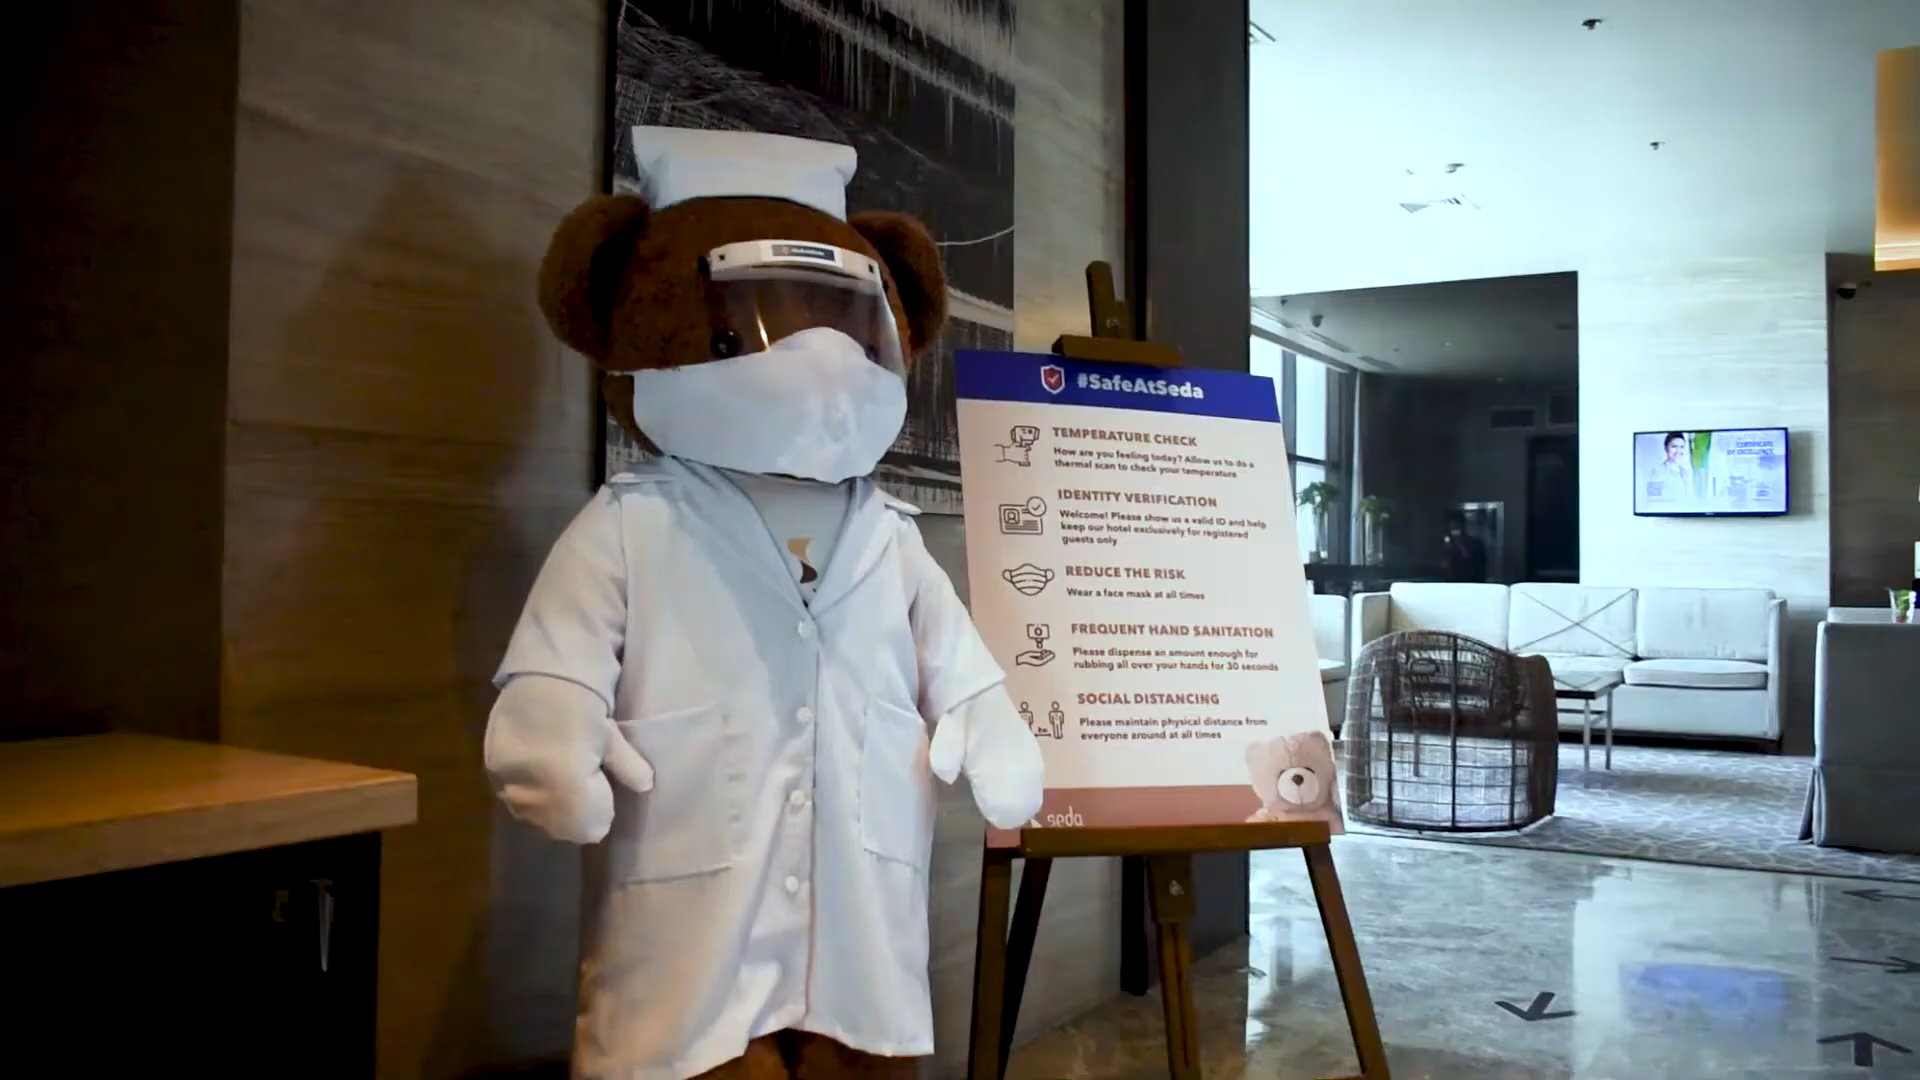 #SafeAtSeda
TEMPERATURE CHECK
How are you feeling today? Allow us to do a
thermal scan to check your temperature
IDENTITY VERIFICATION
Welcome! Please show us a valid ID and help
keep our hotel exclusively for registered
guests only
REDUCE THE RISK
Wear a face mask at all times
FREQUENT HAND SANITATION
Please dispense an amount enough for
rubbing all over your hands for 30 seconds
SOCIAL DISTANCING
Please maintain physical distance from
everyone around at all times
seda
CERTIFICATE
OF EXCELLENCE